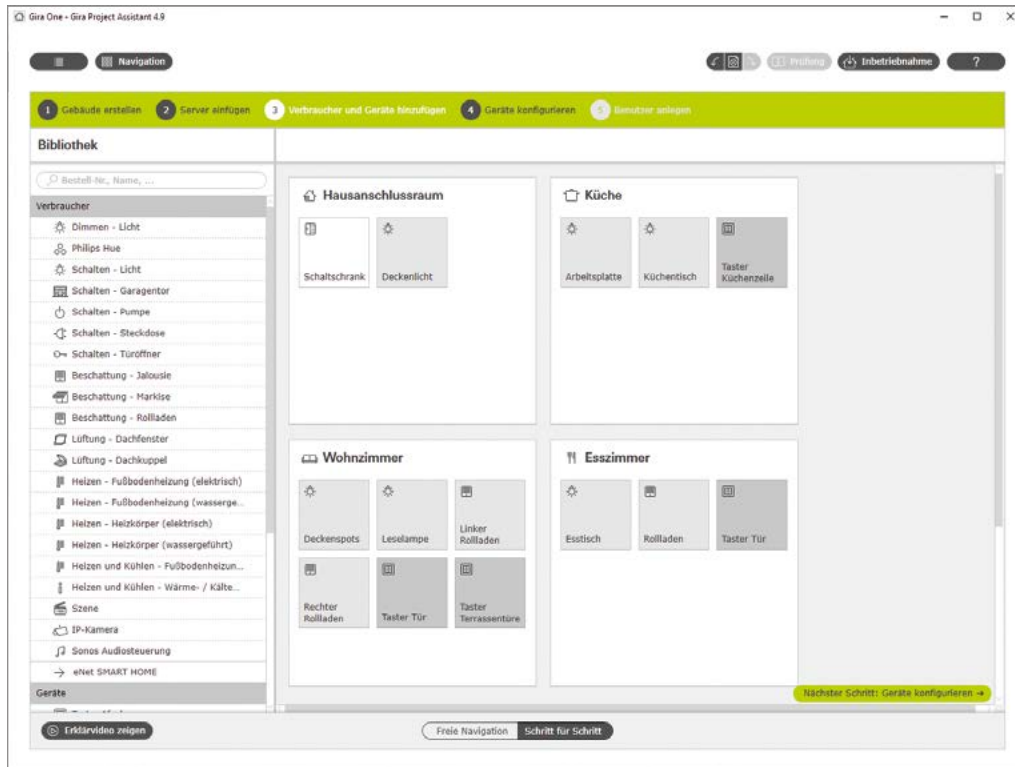 Gira One - Gira Project Assistant 4.9
Navigation
Prüfung
Inbetriebnahme
?
1 Gebäude erstellen
2 Server einfügen
3 Verbraucher und Geräte hinzufügen
4 Geräte konfigurieren
5 Benutzer anlegen
Bibliothek
Bestell-Nr., Name, ...
Verbraucher
Dimmen - Licht
Philips Hue
Schalten - Licht
Schalten - Garagentor
Schalten - Pumpe
Schalten - Steckdose
Schalten - Türöffner
Beschattung - Jalousie
Beschattung - Markise
Beschattung - Rollladen
Lüftung - Dachfenster
Lüftung - Dachkuppel
Heizen - Fußbodenheizung (elektrisch)
Heizen - Fußbodenheizung (wasserge...
Heizen - Heizkörper (elektrisch)
Heizen - Heizkörper (wassergeführt)
Heizen und Kühlen - Fußbodenheizun...
Heizen und Kühlen - Wärme- / Kälte...
Szene
IP-Kamera
Sonos Audiosteuerung
eNet SMART HOME
Geräte
Hausanschlussraum
Schaltschrank
Deckenlicht
Küche
Arbeitsplatte
Küchentisch
Taster
Küchenzeile
Wohnzimmer
Deckenspots
Leselampe
Linker
Rollladen
Rechter
Rollladen
Taster Tür
Taster
Terrassentüre
Esszimmer
Esstisch
Rollladen
Taster Tür
Nächster Schritt: Geräte konfigurieren →
Erklärvideo zeigen
Freie Navigation
Schritt für Schritt